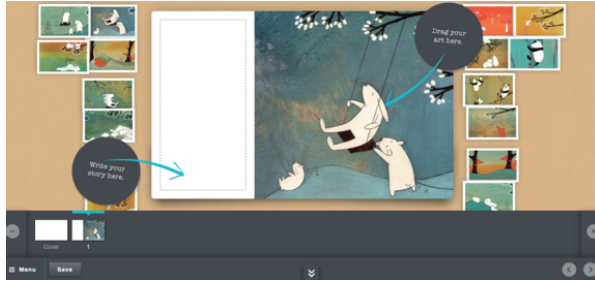 Drag your
art here.
Write your
story here.
Cover
1
Menu
Save